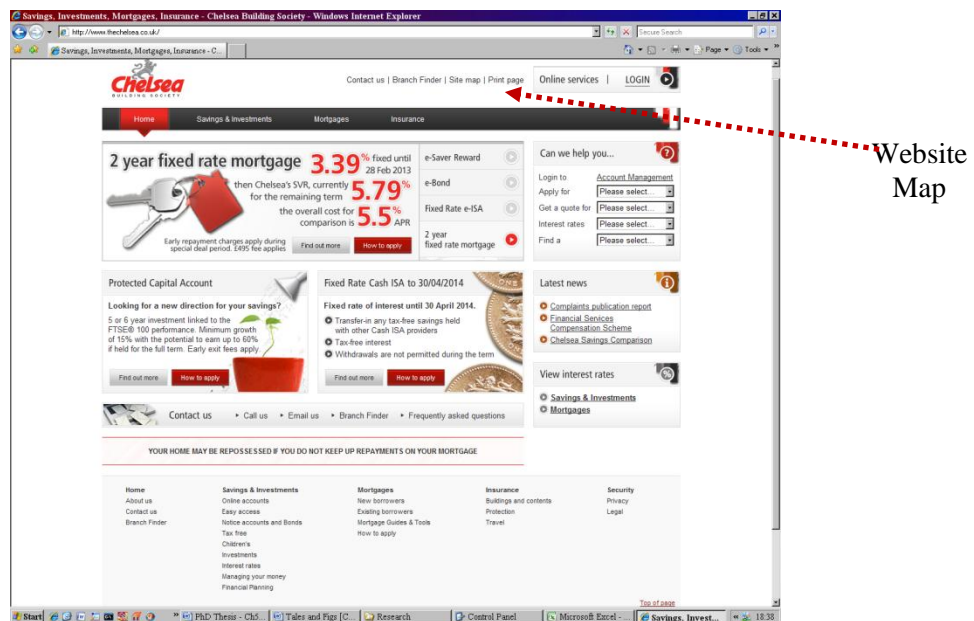 Savings, Investments, Mortgages, Insurance - Chelsea Building Society - Windows Internet Explorer
http://www.thechelsea.co.uk/
Secure Search
Savings, Investments, Mortgages, Insurance - C...
Page
Tools
Chelsea
BUILDING SOCIETY
Contact us | Branch Finder | Site map | Print page
Online services | LOGIN
Home Savings & Investments Mortgages Insurance
Website
Map
2 year fixed rate mortgage 3.39% fixed until
28 Feb 2013
then Chelsea's SVR, currently 5.79%
for the remaining term
the overall cost for 5.5% APR
comparison is
Early repayment charges apply during
special deal period. £495 fee applies
Find out more
How to apply
e-Saver Reward
e-Bond
Fixed Rate e-ISA
2 year
fixed rate mortgage
Can we help
you...
Login to Account Management
Apply for Please select...
Get a quote for Please select...
Interest rates Please select...
Find a Please select...
Protected Capital
Account
Looking for a new
direction for your savings?
5 or 6 year investment
linked to the
FTSE® 100 performance. Minimum growth
of 15% with the potential
to earn up to 60%
if held for the full term. Early exit fees apply
Find out more
How to apply
Fixed Rate Cash ISA to 30/04/2014
ONE
Fixed rate of interest until 30 April 2014.
Transfer-in any tax-free savings held
with other Cash ISA
providers
Tax-free interest
Withdrawals are not permitted during the term
Find out more
How to apply
Latest news
Complaints publication report
Financial Services
Compensation Scheme
Chelsea Savings Comparison
View interest
rates
Savings & Investments
Mortgages
Contact us Call us Email us Branch Finder Frequently asked questions
YOUR HOME MAY BE REPOSSESSED IF YOU DO NOT KEEP UP REPAYMENTS ON YOUR MORTGAGE
Home
About us
Contact us
Branch Finder
Savings & Investments
Online accounts
Easy access
Notice accounts and Bonds
Tax free
Children's
Investments
Interest rates
Managing your money
Financial Planning
Mortgages
New borrowers
Existing borrowers
Mortgage Guides & Tools
How to apply
Insurance
Buildings and contents
Protection
Travel
Security
Privacy
Legal
Top of page
Start
PhD Thesis - Ch5...
Tales and Figs [C...
Research
Control Panel
Microsoft Excel - ...
Savings, Invest...
18:38